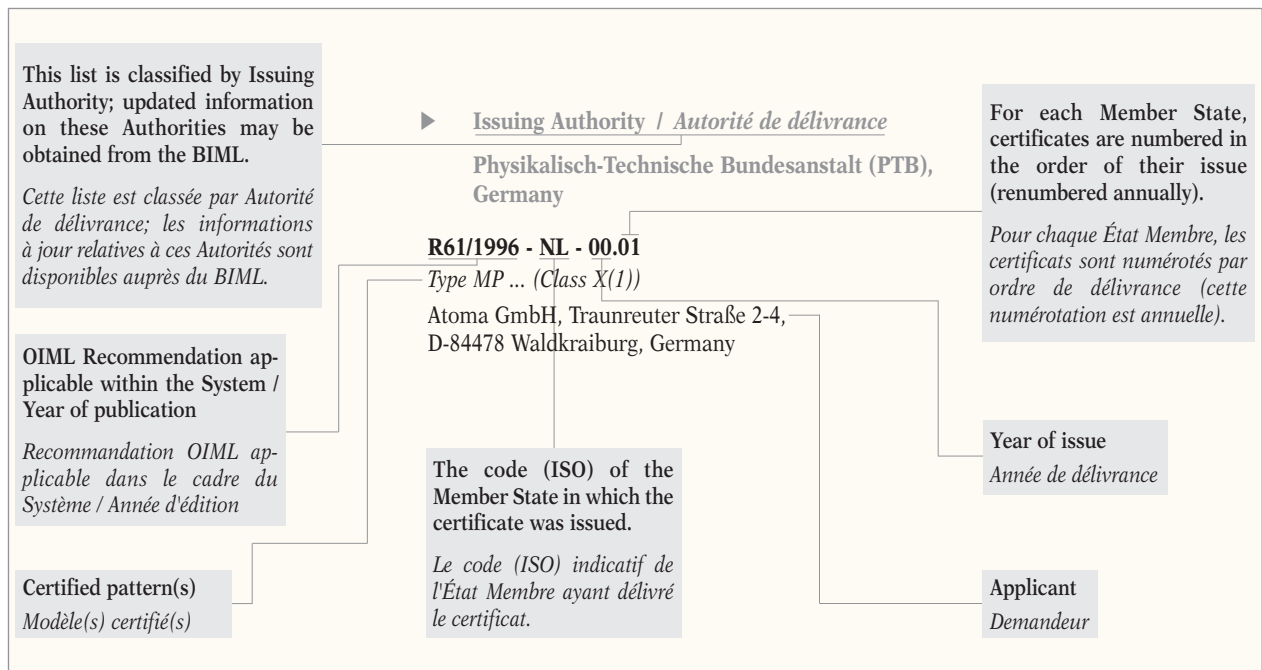 This list is classified by Issuing
Authority; updated information
on these Authorities may be
obtained from the BIML.
Cette liste est classée par Autorité
de délivrance; les informations
à jour relatives à ces Autorités sont
disponibles auprès du BIML.
OIML Recommendation ap-
plicable within the System /
Year of publication
Recommandation OIML ap-
plicable dans le cadre du
Système / Année d'édition
Certified pattern(s)
Modèle(s) certifié(s)
Issuing Authority / Autorité de délivrance
Physikalisch-Technische Bundesanstalt (PTB),
Germany
R61/1996 - NL - 00.01
Type MP ... (Class X(1))
Atoma GmbH, Traunreuter Straße 2-4,
D-84478 Waldkraiburg, Germany
The code (ISO) of the
Member State in which the
certificate was issued.
Le code (ISO) indicatif de
l'État Membre ayant délivré
le certificat.
For each Member State,
certificates are numbered in
the order of their issue
(renumbered annually).
Pour chaque État Membre, les
certificats sont numérotés par
ordre de délivrance (cette
numérotation est annuelle).
Year of issue
Année de délivrance
Applicant
Demandeur